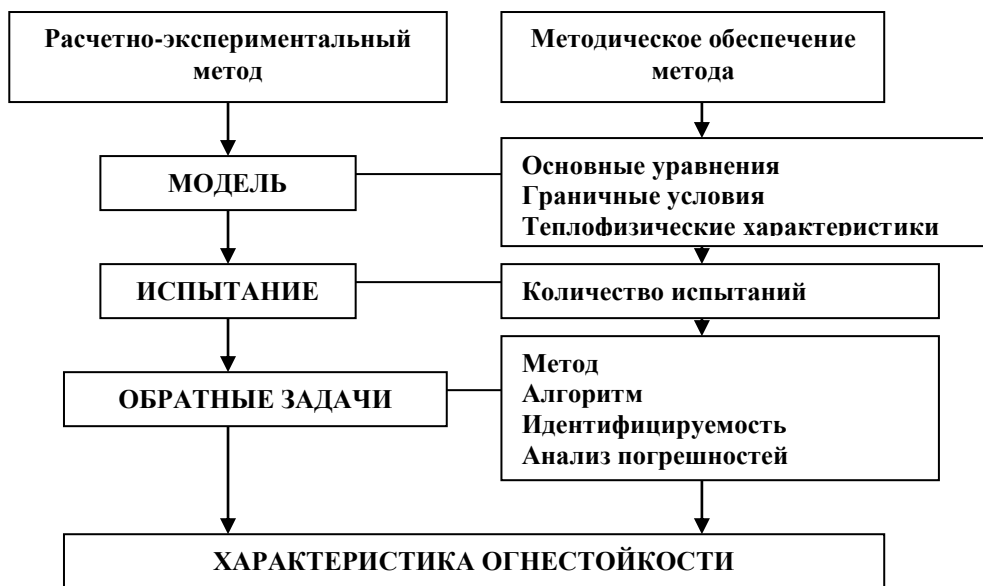 Расчетно-экспериментальный
метод
Методическое обеспечение
метода
МОДЕЛЬ
Основные уравнения
Граничные условия
Теплофизические характеристики
ИСПЫТАНИЕ
Количество испытаний
ОБРАТНЫЕ ЗАДАЧИ
Метод
Алгоритм
Идентифицируемость
Анализ погрешностей
ХАРАКТЕРИСТИКА ОГНЕСТОЙКОСТИ